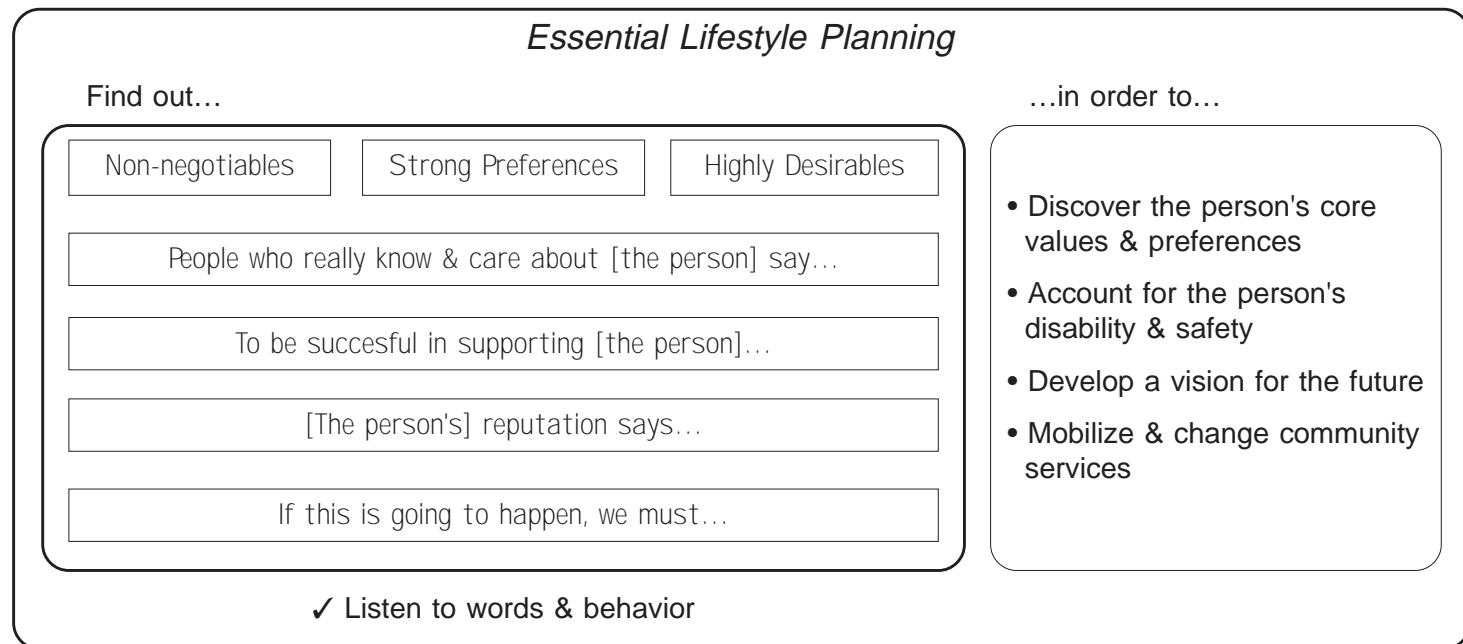 Essential Lifestyle Planning
Find out…
…in order to…
Non-negotiables
Strong Preferences
Highly Desirables
People who really know & care about [the person] say…
To be succesful in supporting [the person]…
[The person's] reputation says…
If this is going to happen, we must…
✓ Listen to words & behavior
• Discover the person's core
values & preferences
• Account for the person's
disability & safety
• Develop a vision for the future
• Mobilize & change community
services